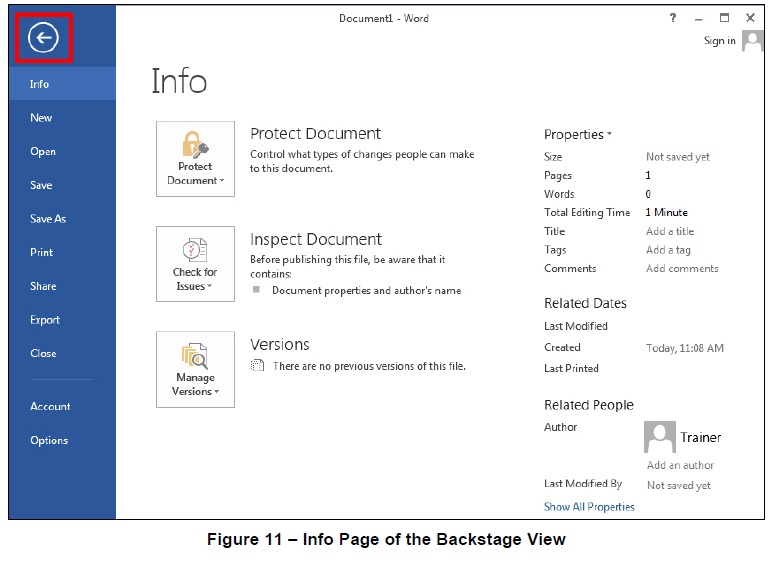 Document1 - Word
?
Sign in
Info
New
Open
Save
Save As
Print
Share
Export
Close
Account
Options
Info
Protect
Document
Protect Document
Control what types of changes people can make
to this document.
Check for
Issues
Inspect Document
Before publishing this file, be aware that it
contains:
Document properties and author's name
Manage
Versions
Versions
There are no previous versions of this file.
Properties
Size Not saved yet
Pages 1
Words 0
Total Editing Time 1 Minute
Title Add a title
Tags Add a tag
Comments Add comments
Related Dates
Last Modified
Created Today, 11:08 AM
Last Printed
Related People
Author Trainer
Add an author
Last Modified By Not saved yet
Show All Properties
Figure 11 – Info Page of the Backstage View